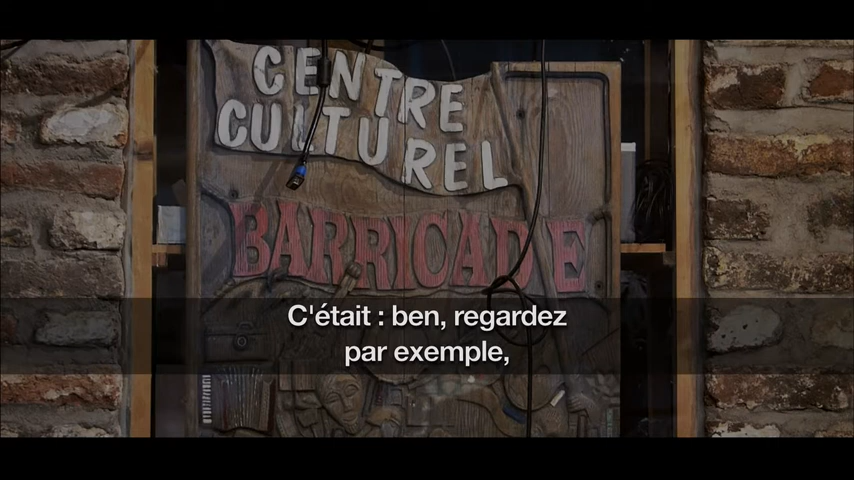 CENTRE
CULTUREL
BARRICADE
C'était : ben, regardez
par exemple,